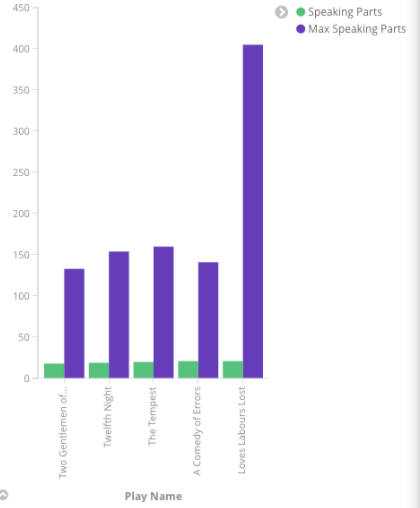 Speaking Parts
Max Speaking Parts
450
400
350
300
250
200
150
100
50
0
Two Gentlemen of...
Twelfth Night
The Tempest
A Comedy of Errors
Loves Labours Lost
Play Name